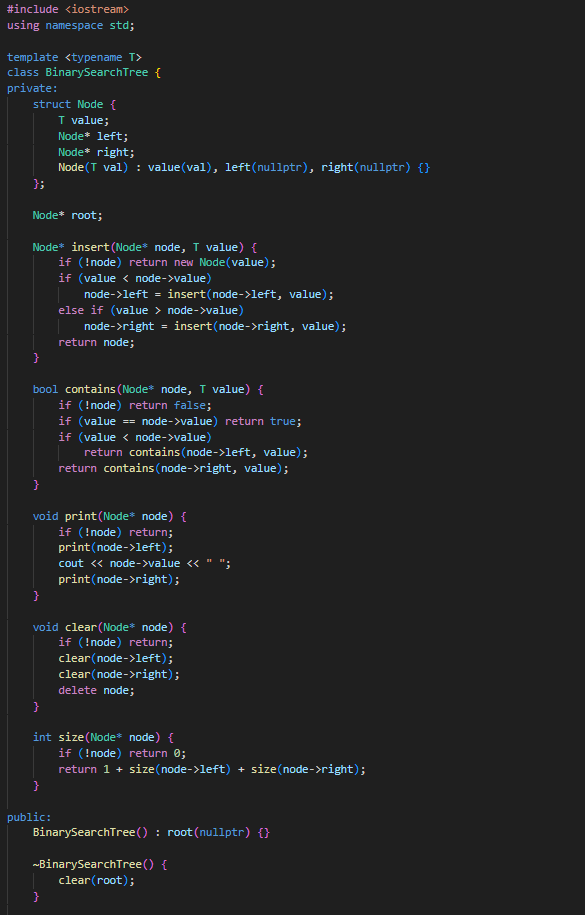 #include <iostream>
using namespace std;

template <typename T>
class BinarySearchTree {
private:
    struct Node {
        T value;
        Node* left;
        Node* right;
        Node(T val) : value(val), left(nullptr), right(nullptr) {}
    };

    Node* root;

    Node* insert(Node* node, T value) {
        if (!node) return new Node(value);
        if (value < node->value)
            node->left = insert(node->left, value);
        else if (value > node->value)
            node->right = insert(node->right, value);
        return node;
    }

    bool contains(Node* node, T value) {
        if (!node) return false;
        if (value == node->value) return true;
        if (value < node->value)
            return contains(node->left, value);
        return contains(node->right, value);
    }

    void print(Node* node) {
        if (!node) return;
        print(node->left);
        cout << node->value << " ";
        print(node->right);
    }

    void clear(Node* node) {
        if (!node) return;
        clear(node->left);
        clear(node->right);
        delete node;
    }

    int size(Node* node) {
        if (!node) return 0;
        return 1 + size(node->left) + size(node->right);
    }

public:
    BinarySearchTree() : root(nullptr) {}

    ~BinarySearchTree() {
        clear(root);
    }